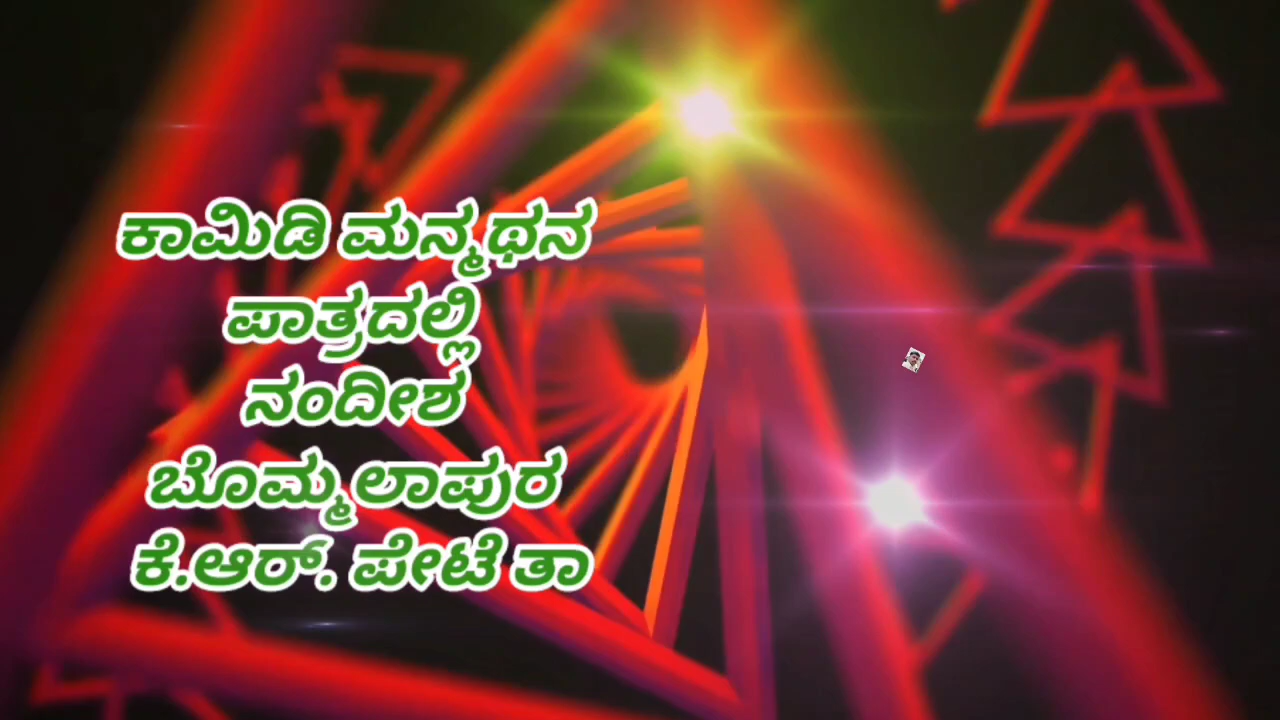 ಕಾಮಿಡಿ ಮನ್ಮಥನ
ಪಾತ್ರದಲ್ಲಿ
ನಂದೀಶ
ಬೊಮ್ಮಲಾಪುರ
ಕೆ.ಆರ್. ಪೇಟೆ ತಾ